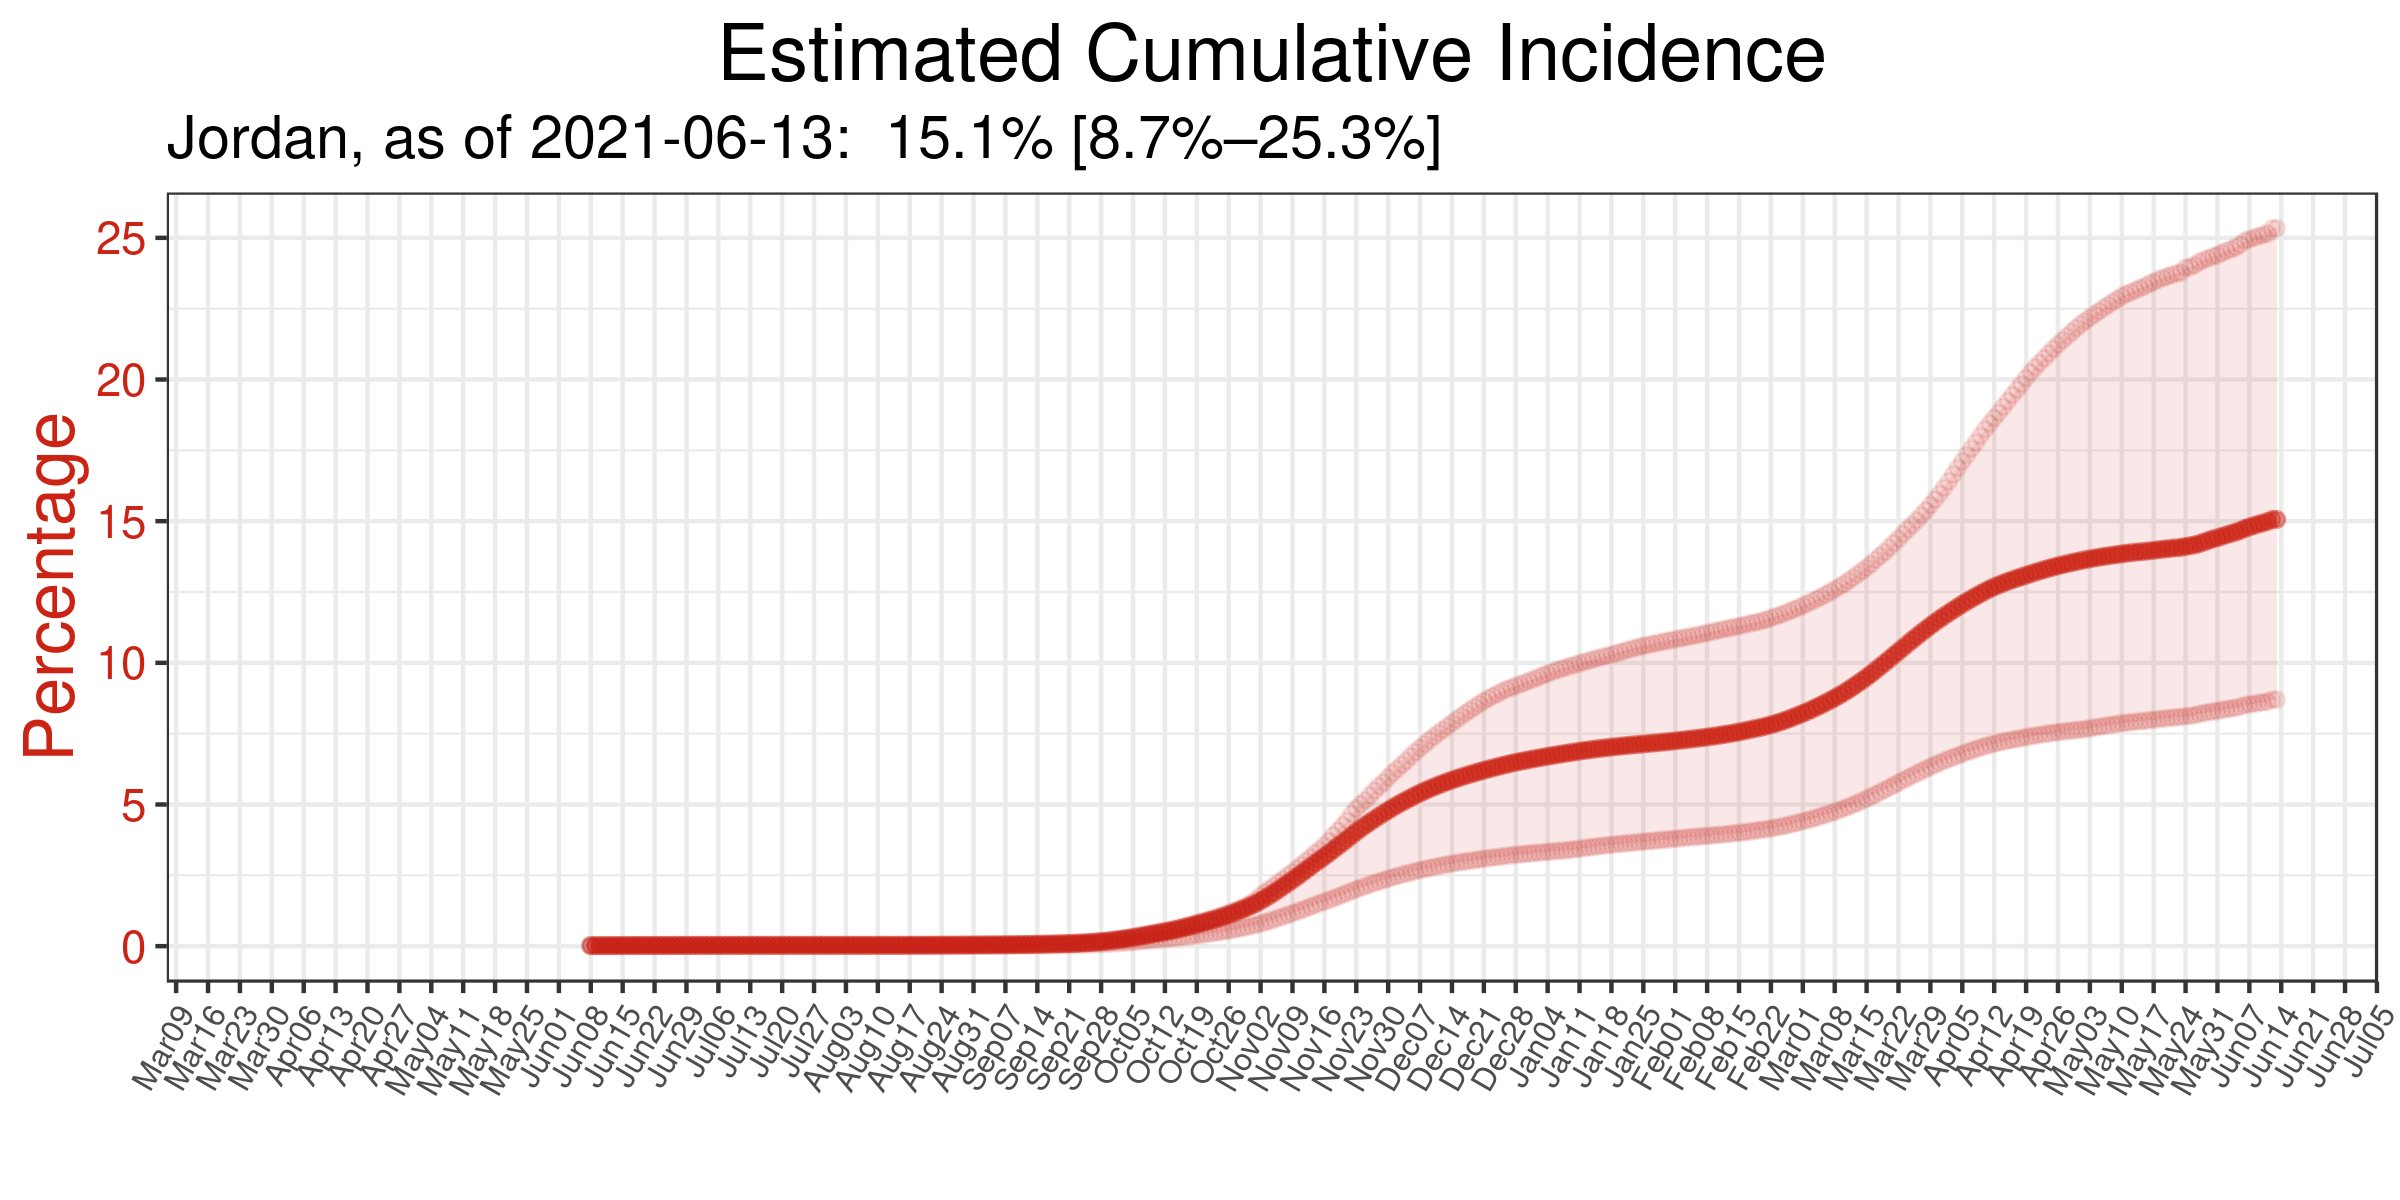 Estimated Cumulative Incidence
Jordan, as of 2021-06-13:  15.1% [8.7%–25.3%]
Percentage
25
20
15
10
5
0
Mar09
Mar16
Mar23
Mar30
Apr06
Apr13
Apr20
Apr27
May04
May11
May18
May25
Jun01
Jun08
Jun15
Jun22
Jun29
Jul06
Jul13
Jul20
Jul27
Aug03
Aug10
Aug17
Aug24
Aug31
Sep07
Sep14
Sep21
Sep28
Oct05
Oct12
Oct19
Oct26
Nov02
Nov09
Nov16
Nov23
Nov30
Dec07
Dec14
Dec21
Dec28
Jan04
Jan11
Jan18
Jan25
Feb01
Feb08
Feb15
Feb22
Mar01
Mar08
Mar15
Mar22
Mar29
Apr05
Apr12
Apr19
Apr26
May03
May10
May17
May24
May31
Jun07
Jun14
Jun21
Jun28
Jul05